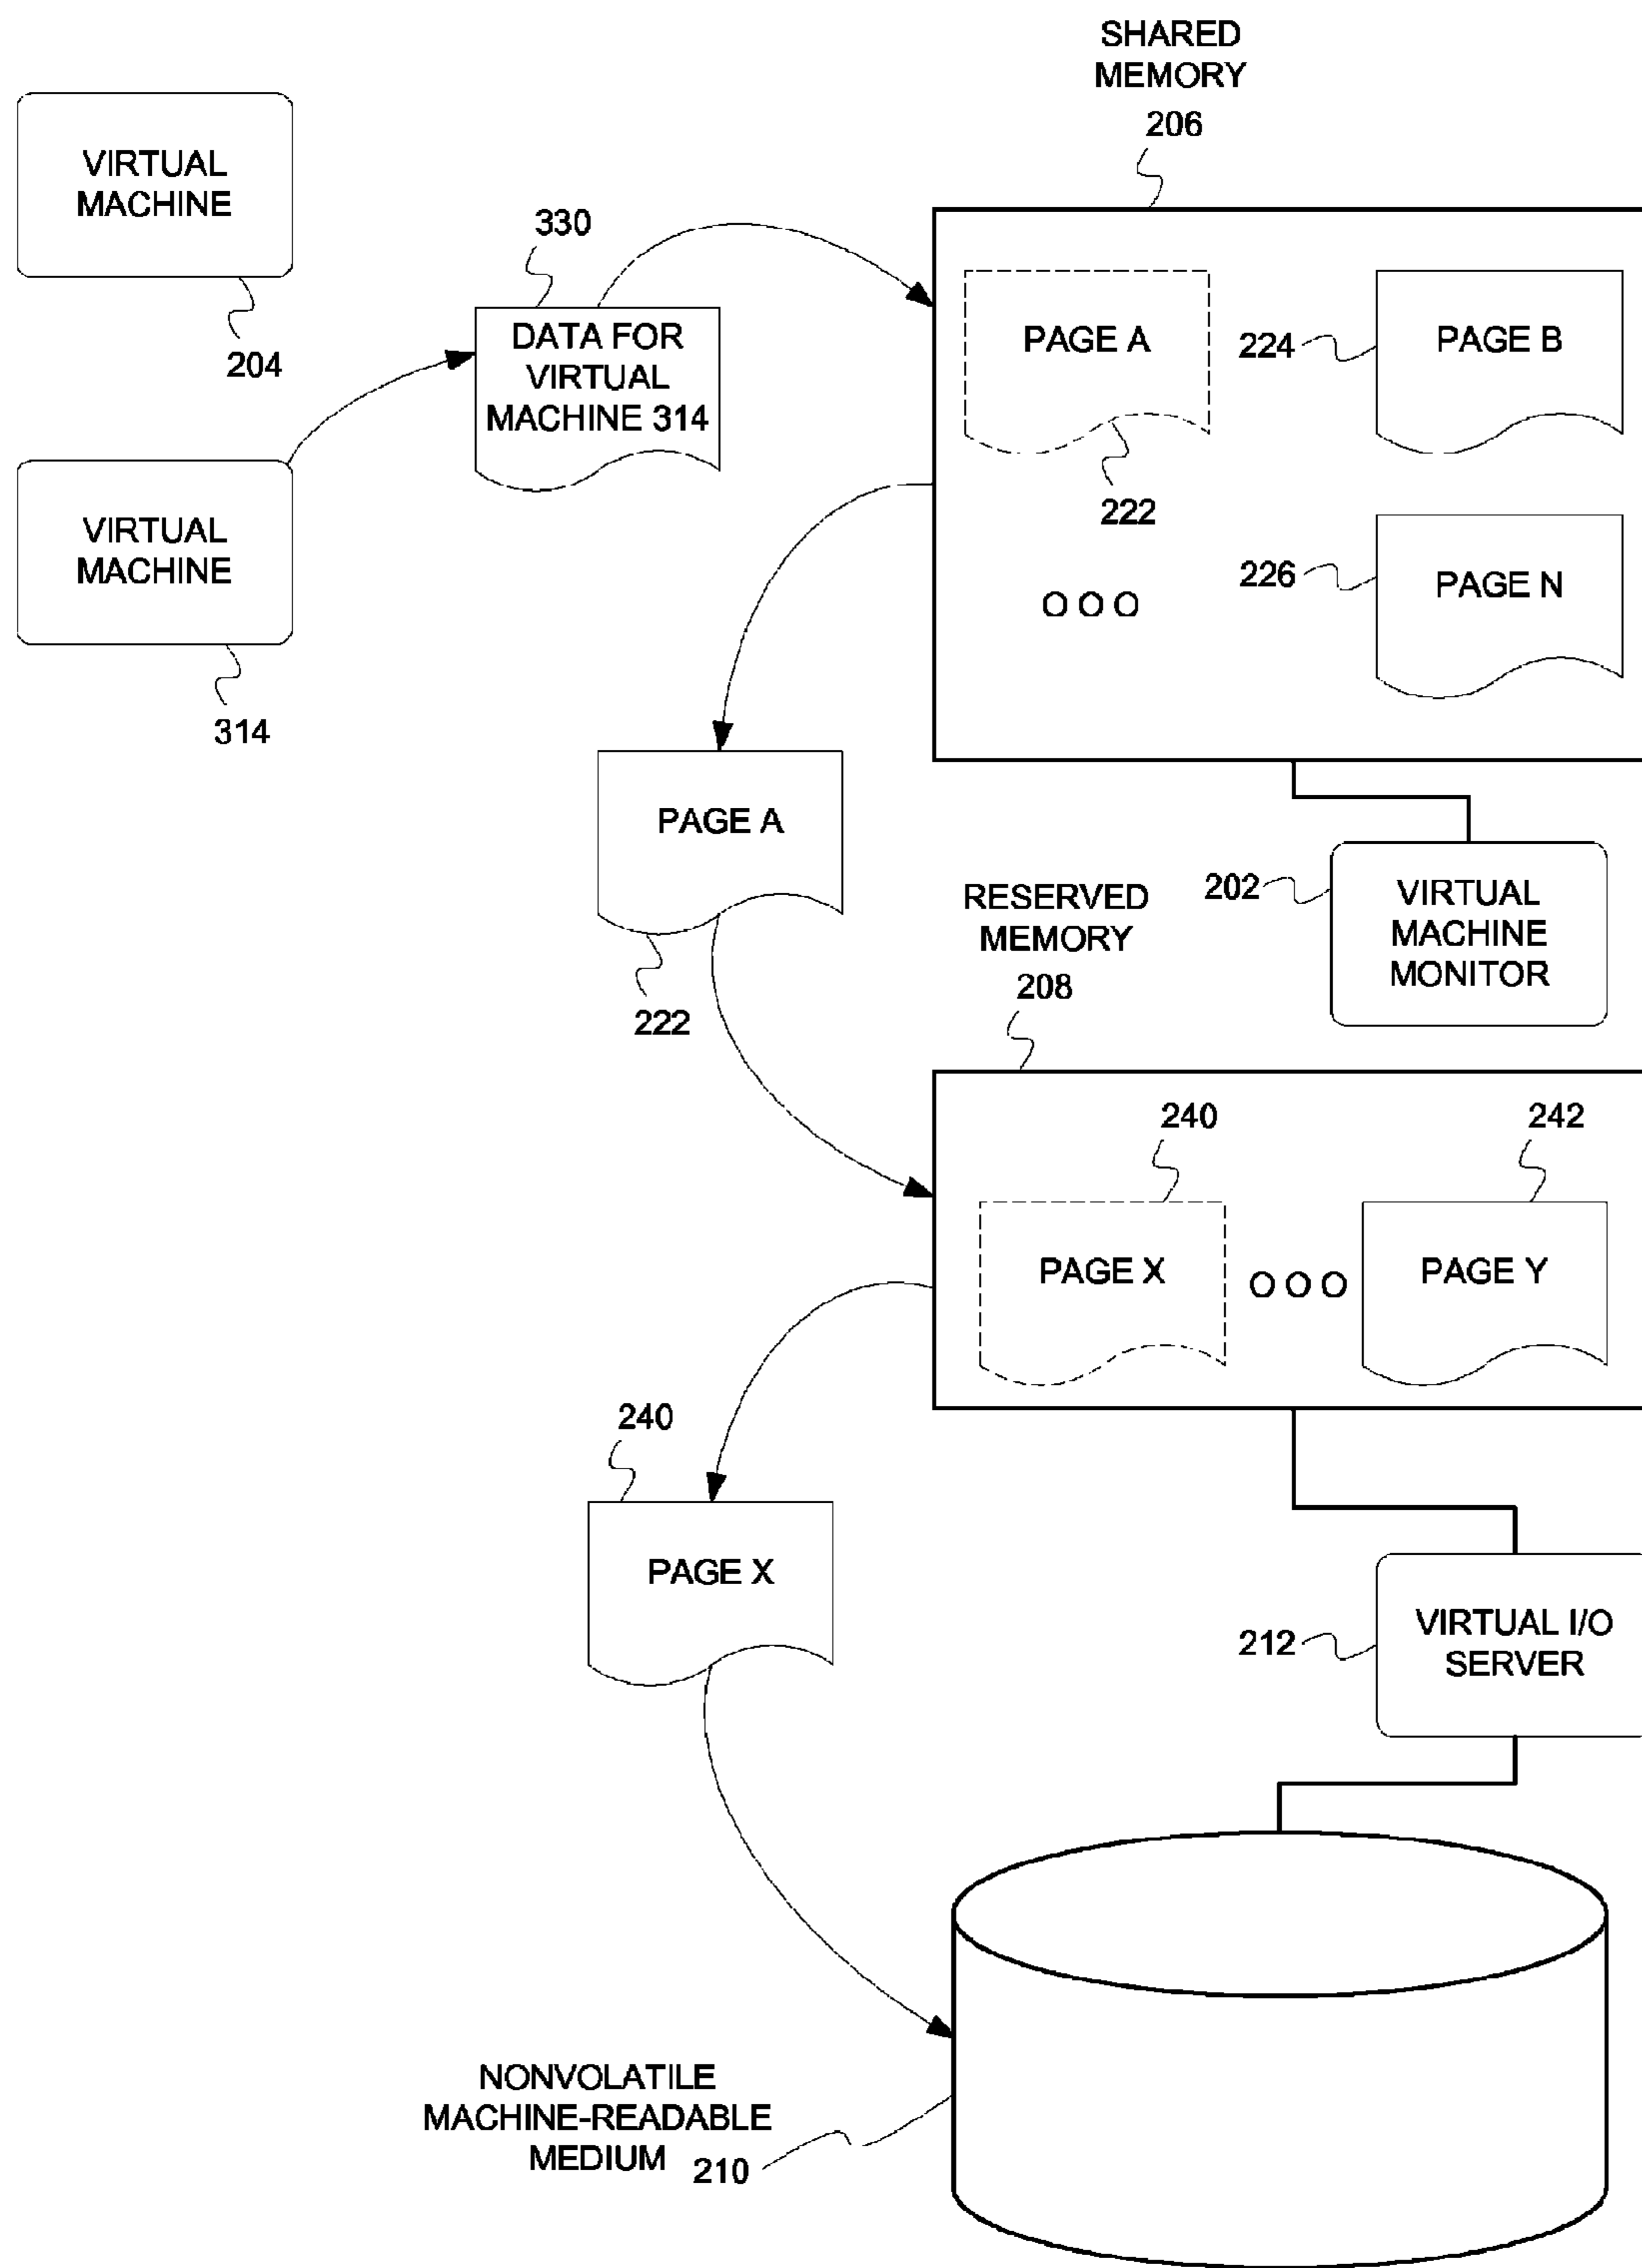 SHARED
MEMORY
206
VIRTUAL
MACHINE
204
330
DATA FOR
VIRTUAL
MACHINE 314
PAGE A
222
224
PAGE B
VIRTUAL
MACHINE
314
226
PAGE N
OOO
PAGE A
222
202
VIRTUAL
MACHINE
MONITOR
RESERVED
MEMORY
208
240
242
PAGE X
OOO
PAGE Y
240
PAGE X
212
VIRTUAL I/O
SERVER
NONVOLATILE
MACHINE-READABLE
MEDIUM
210